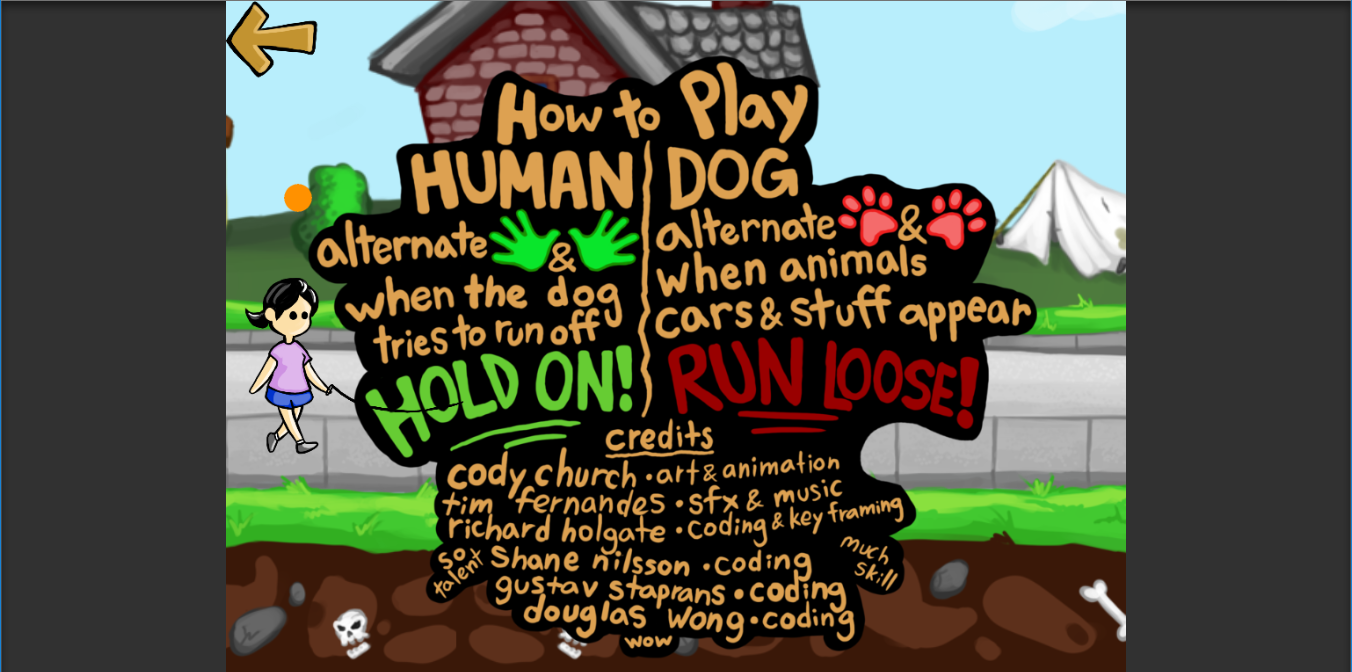 How to Play
HUMAN
alternate &
when the dog
tries to run off
HOLD ON!
DOG
alternate &
when animals
cars & stuff appear
RUN LOOSE!
credits
cody church • art & animation
tim fernandes • sfx & music
richard holgate • coding & key framing
so talent
Shane nilsson • coding
much skill
gustav staprans • coding
douglas wong • coding
wow